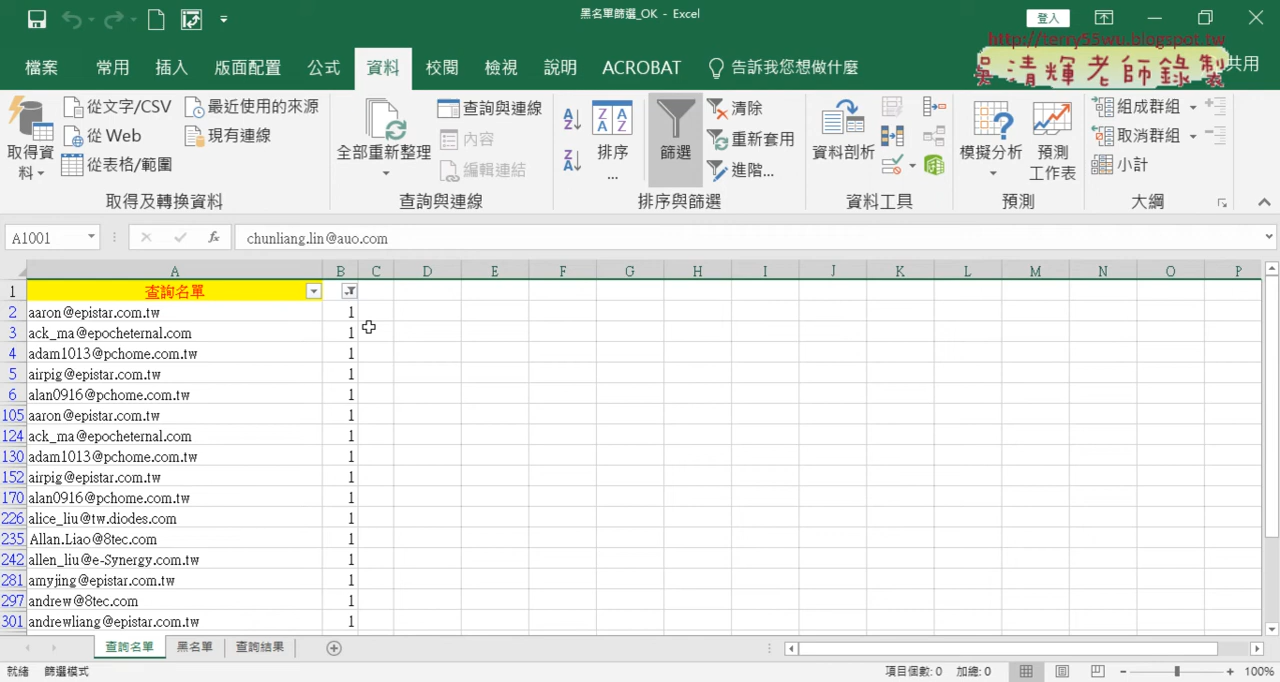 黑名單篩選_OK - Excel
登入
http://terry55wu.blogspot.tw
吳清輝老師錄製
檔案 常用 插入 版面配置 公式 資料 校閱 檢視 說明 ACROBAT 告訴我您想做什麼 共用
取得資料
從文字/CSV
從 Web
從表格/範圍
最近使用的來源
現有連線
全部重新整理
查詢與連線
內容
編輯連結
排序...
篩選
清除
重新套用
進階...
資料剖析
模擬分析
預測工作表
組成群組
取消群組
小計
取得及轉換資料 查詢與連線 排序與篩選 資料工具 預測 大綱
A1001 fx chunliang.lin@auo.com
A B C D E F G H I J K L M N O P
1 查詢名單
2 aaron@epistar.com.tw 1
3 ack_ma@epocheternal.com 1
4 adam1013@pchome.com.tw 1
5 airpig@epistar.com.tw 1
6 alan0916@pchome.com.tw 1
105 aaron@epistar.com.tw 1
124 ack_ma@epocheternal.com 1
130 adam1013@pchome.com.tw 1
152 airpig@epistar.com.tw 1
170 alan0916@pchome.com.tw 1
226 alice_liu@tw.diodes.com 1
235 Allan.Liao@8tec.com 1
242 allen_liu@e-Synergy.com.tw 1
281 amyjing@epistar.com.tw 1
297 andrew@8tec.com 1
301 andrewliang@epistar.com.tw 1
查詢名單 黑名單 查詢結果
就緒 篩選模式 項目個數: 0 加總: 0 100%